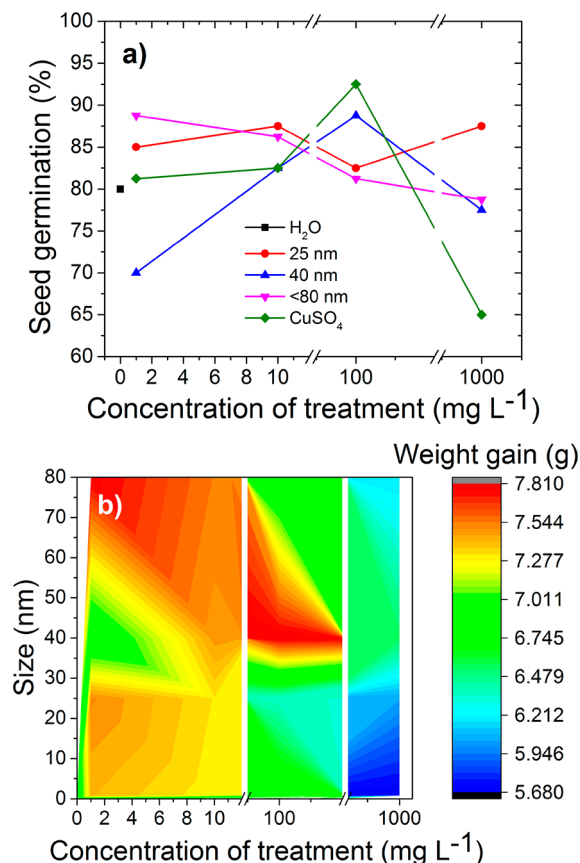 a)
Seed germination (%)
100
95
90
85
80
75
70
65
60
H₂O
25 nm
40 nm
<80 nm
CuSO₄
0 2 4 6 8 10 100 1000
Concentration of treatment (mg L⁻¹)
Weight gain (g)
b)
Size (nm)
80
70
60
50
40
30
20
10
0
7.810
7.544
7.277
7.011
6.745
6.479
6.212
5.946
5.680
0 2 4 6 8 10 100 1000
Concentration of treatment (mg L⁻¹)